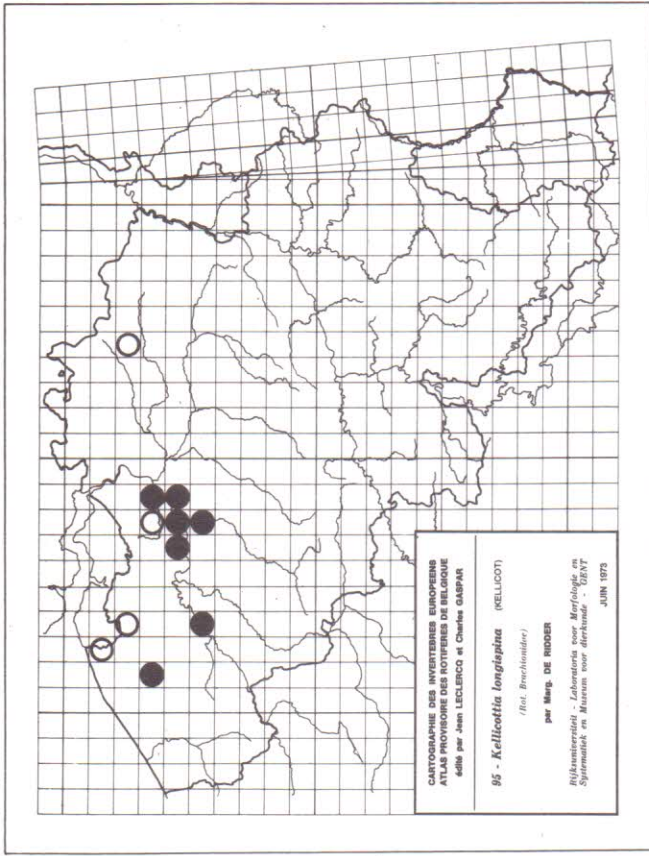 CARTOGRAPHIE DES INVERTEBRES EUROPEENS
ATLAS PROVISOIRE DES ROTIFERES DE BELGIQUE
édité par Jean LECLERCQ et Charles GASPAR
95 - Kellicottia longispina (KELLICOT)
(Rot. Brachionidae)
par Marg. DE RIDDER
Rijksuniversiteit - Laboratoria voor Morfologie en
Systematiek en Museum voor dierkunde - GENT
JUIN 1973